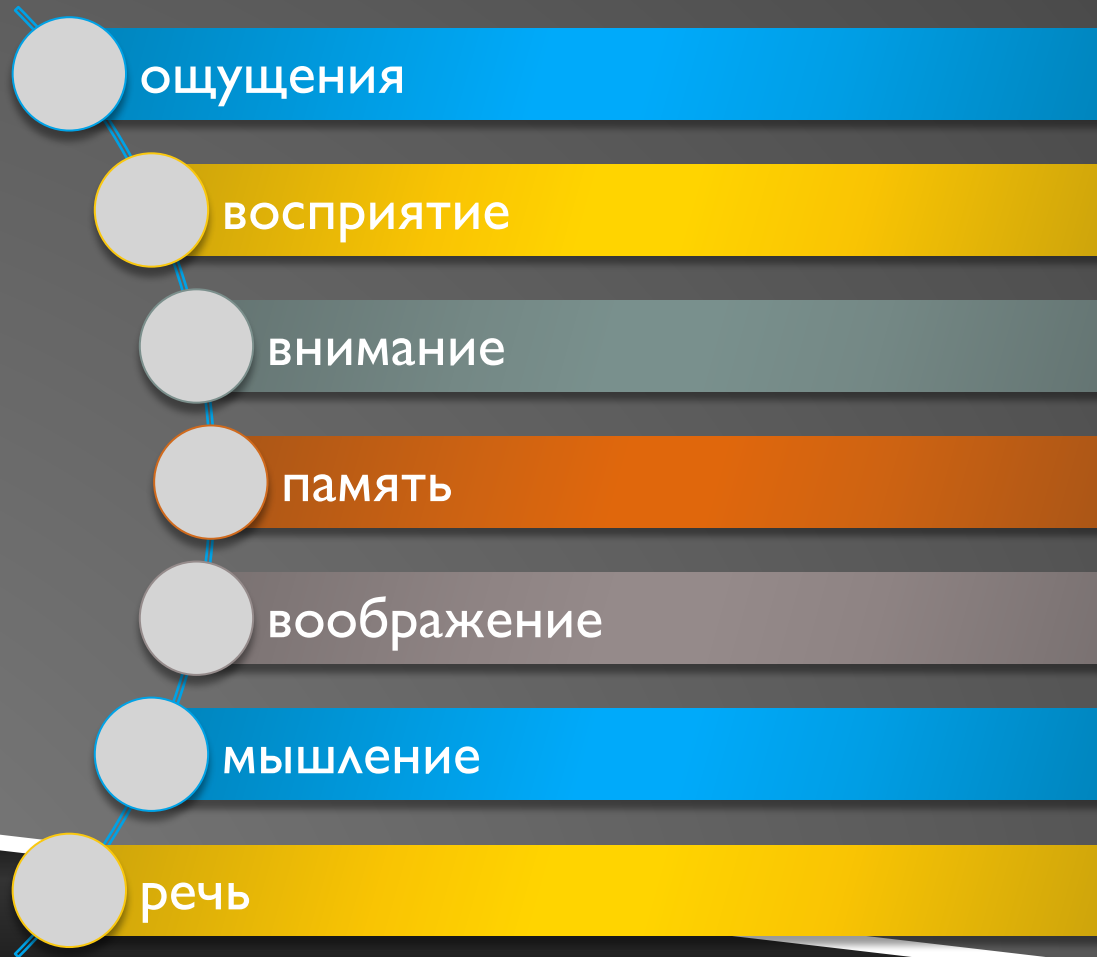 ощущения
восприятие
внимание
память
воображение
мышление
речь